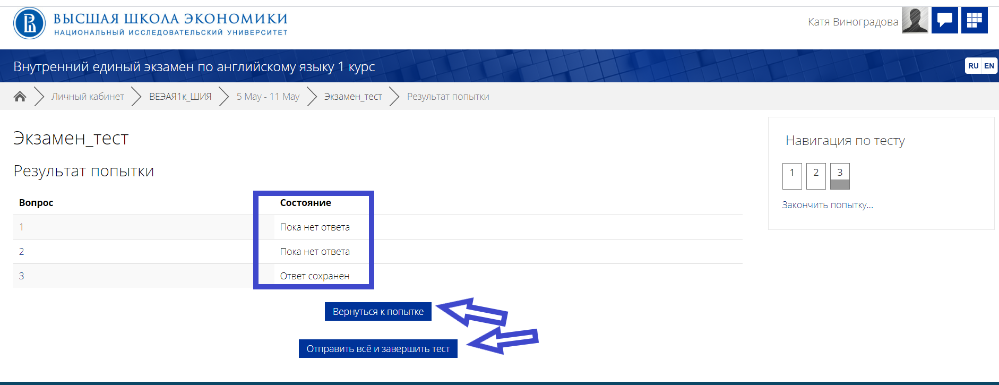 ВЫСШАЯ ШКОЛА ЭКОНОМИКИ
НАЦИОНАЛЬНЫЙ ИССЛЕДОВАТЕЛЬСКИЙ УНИВЕРСИТЕТ
Катя Виноградова
Внутренний единый экзамен по английскому языку 1 курс
RU EN
Личный кабинет ВЕЭАЯ1к_ШИЯ 5 May - 11 May Экзамен_тест Результат попытки
Экзамен_тест
Результат попытки
Вопрос Состояние
1 Пока нет ответа
2 Пока нет ответа
3 Ответ сохранен
Вернуться к попытке
Отправить всё и завершить тест
Навигация по тесту
1 2 3
Закончить попытку...